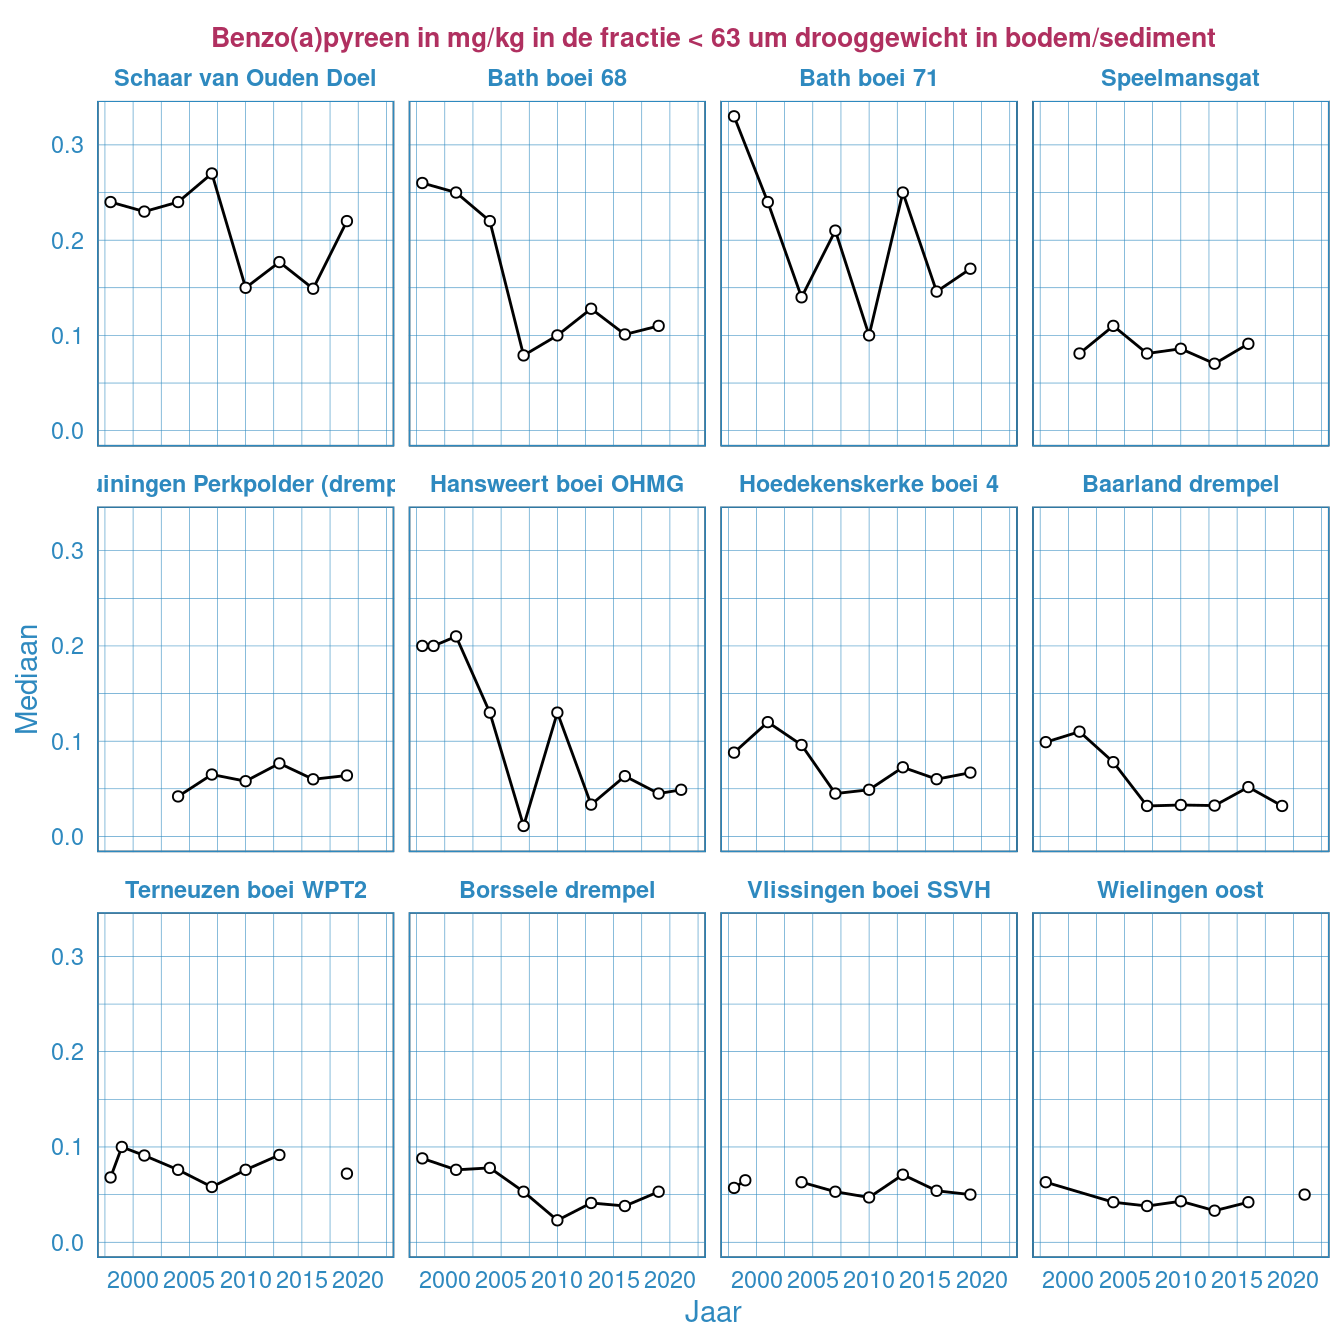 Benzo(a)pyreen in mg/kg in de fractie < 63 um drooggewicht in bodem/sediment
Schaar van Ouden Doel
Bath boei 68
Bath boei 71
Speelmansgat
0.3
0.2
0.1
0.0
uiningen Perkpolder (dremp
Hansweert boei OHMG
Hoedekenskerke boei 4
Baarland drempel
0.3
0.2
0.1
0.0
Mediaan
Terneuzen boei WPT2
Borssele drempel
Vlissingen boei SSVH
Wielingen oost
0.3
0.2
0.1
0.0
2000 2005 2010 2015 2020
2000 2005 2010 2015 2020
2000 2005 2010 2015 2020
2000 2005 2010 2015 2020
Jaar